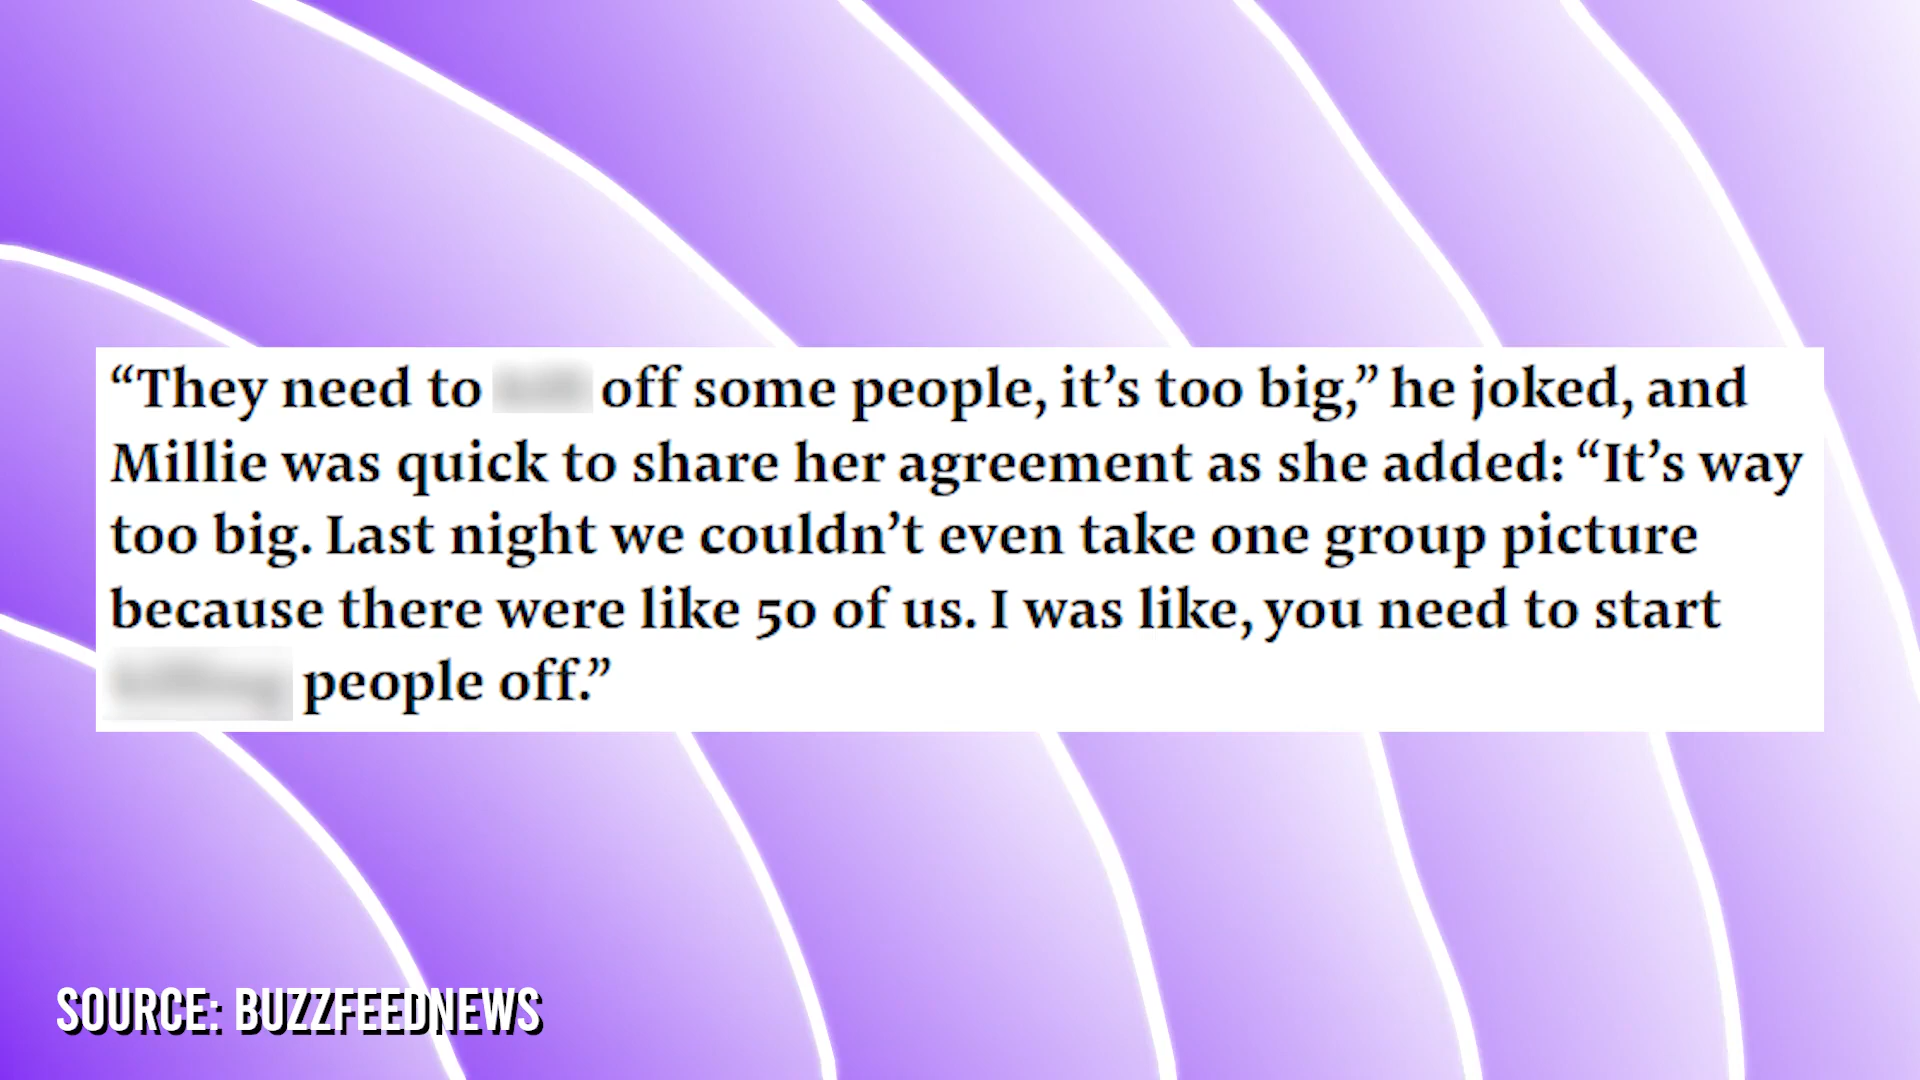 “They need to off some people, it’s too big,” he joked, and
Millie was quick to share her agreement as she added: “It’s way
too big. Last night we couldn’t even take one group picture
because there were like 50 of us. I was like, you need to start
people off.”
SOURCE: BUZZFEEDNEWS